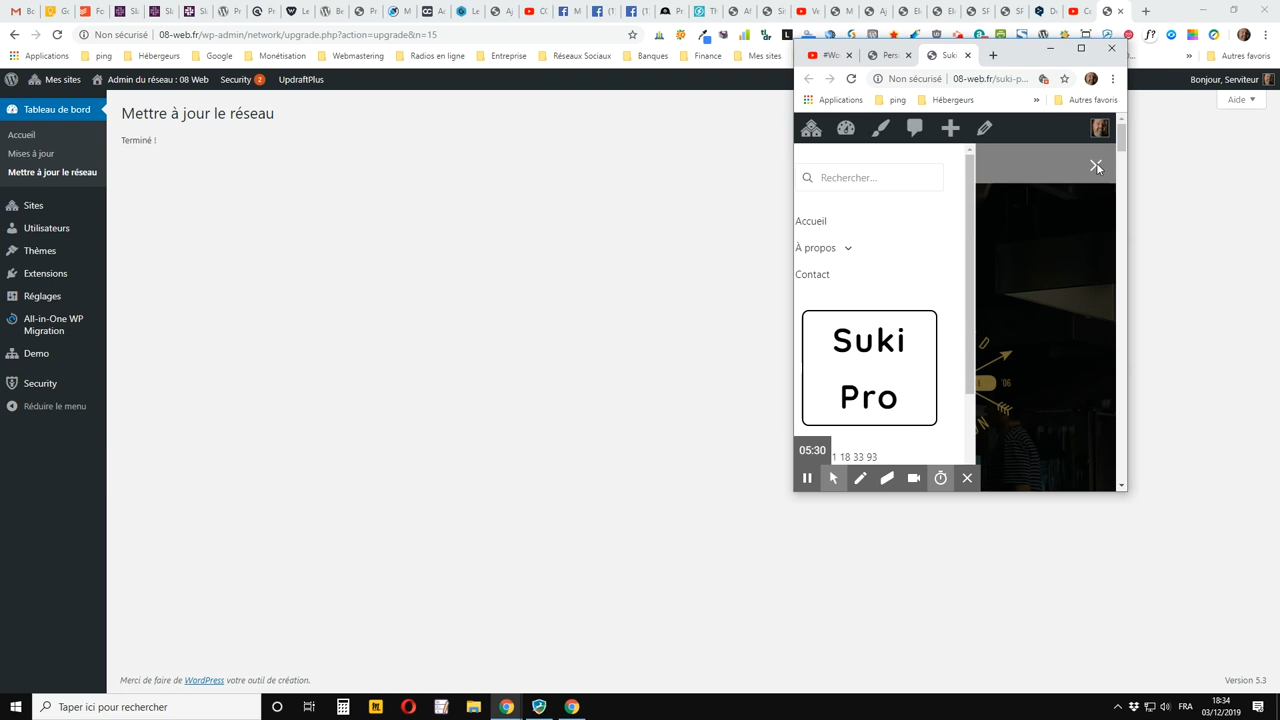 Non sécurisé
08-web.fr/wp-admin/network/upgrade.php?action=upgrade&n=15
Applications
ping
Hébergeurs
Google
Monétisation
Webmastering
Radios en ligne
Entreprise
Réseaux Sociaux
Banques
Finance
Mes sites
»
Autres favoris
Mes sites
Admin du réseau : 08 Web
Security 2
UpdraftPlus
Bonjour, Serviteur
Tableau de bord
Accueil
Mises à jour
Mettre à jour le réseau
Sites
Utilisateurs
Thèmes
Extensions
Réglages
All-in-One WP
Migration
Demo
Security
Réduire le menu
Mettre à jour le réseau
Terminé !
Aide
Non sécurisé
08-web.fr/suki-p...
Applications
ping
Hébergeurs
»
Autres favoris
Rechercher...
Accueil
À propos
Contact
Suki
Pro
'06
05:30
1 18 33 93
Merci de faire de WordPress votre outil de création.
Version 5.3
Taper ici pour rechercher
FRA
18:34
03/12/2019